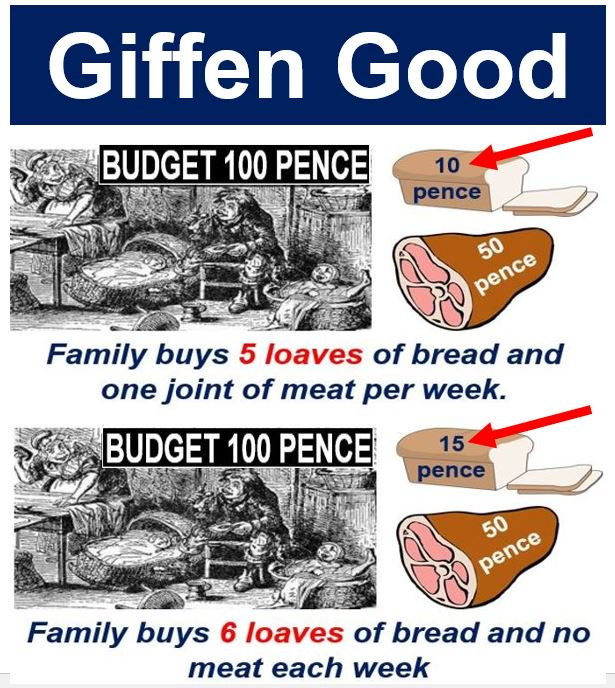 Giffen Good
BUDGET 100 PENCE
10
pence
50
pence
Family buys 5 loaves of bread and
one joint of meat per week.
BUDGET 100 PENCE
15
pence
50
pence
Family buys 6 loaves of bread and no
meat each week